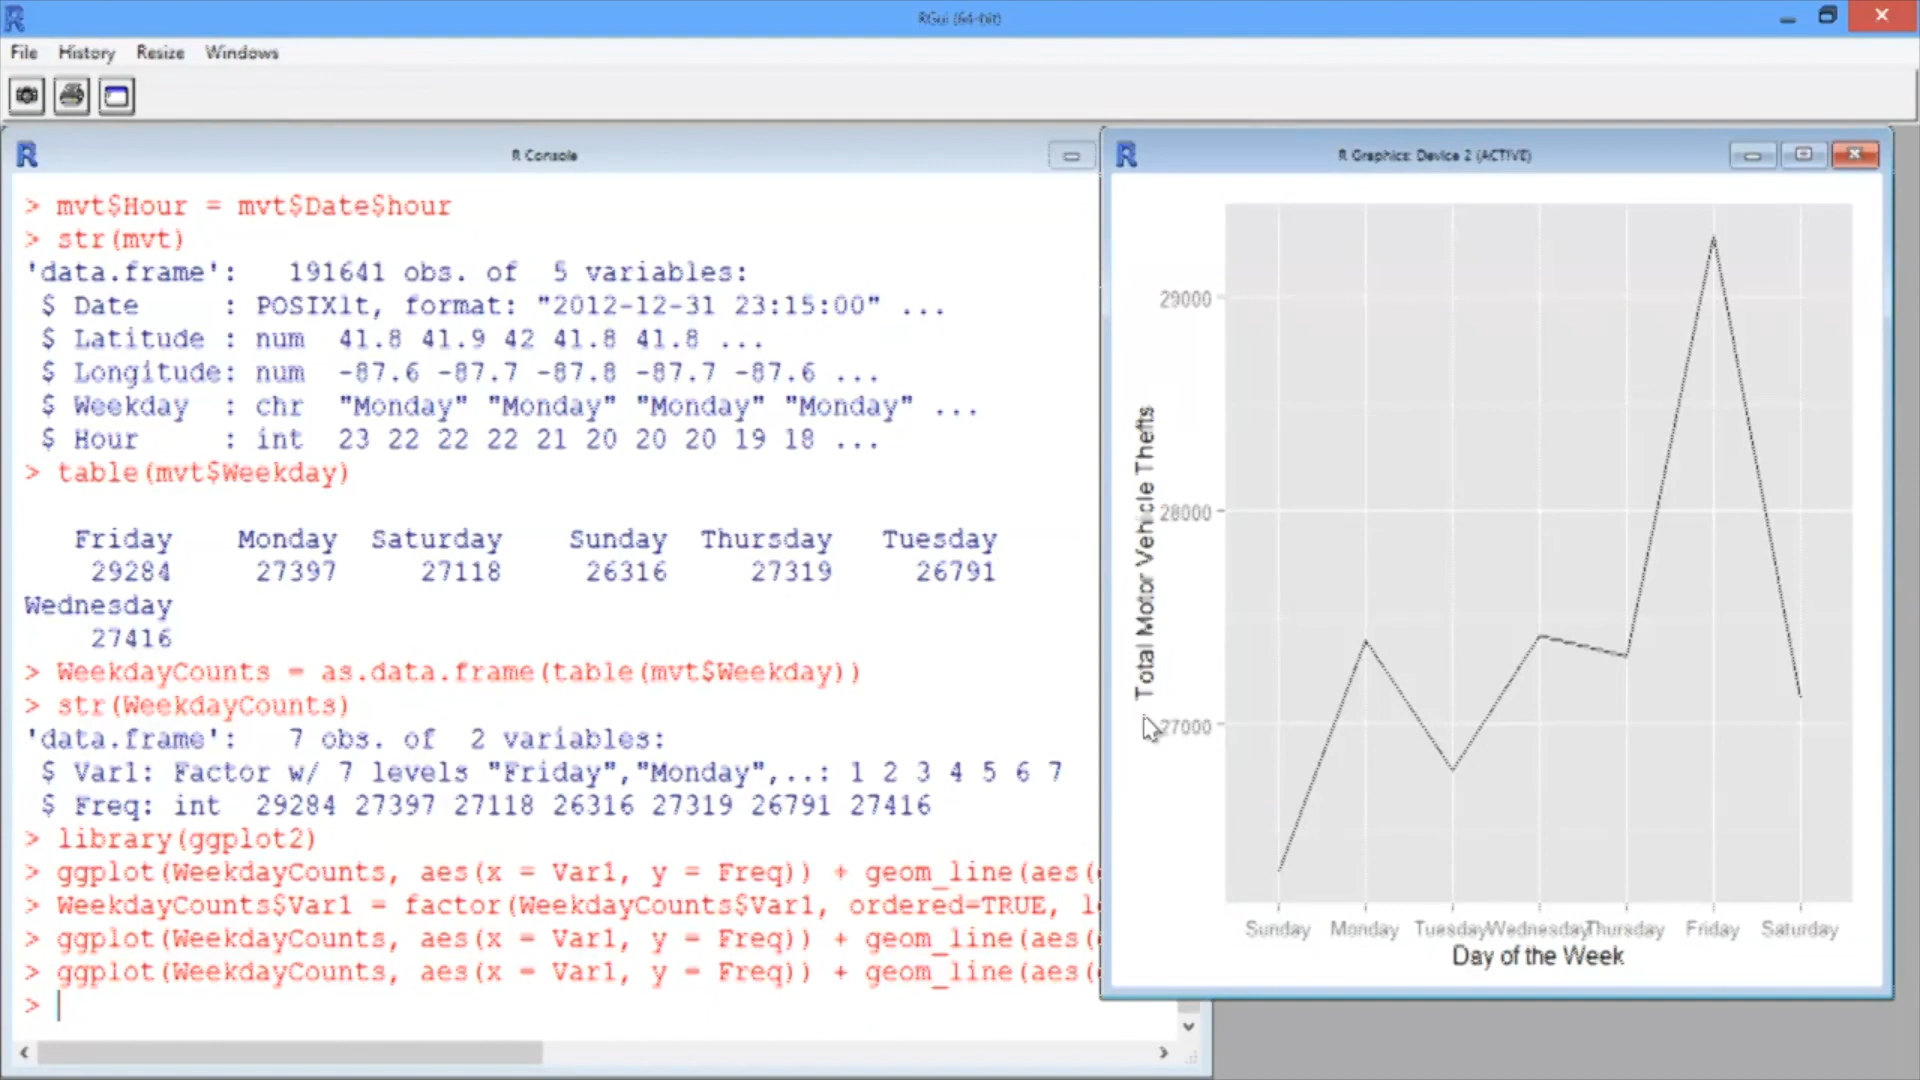 RGui (64-bit)
File History Resize Windows
R Console
> mvt$Hour = mvt$Date$hour
> str(mvt)
'data.frame':   191641 obs. of  5 variables:
 $ Date     : POSIXlt, format: "2012-12-31 23:15:00" ...
 $ Latitude : num  41.8 41.9 42 41.8 41.8 ...
 $ Longitude: num  -87.6 -87.7 -87.8 -87.7 -87.6 ...
 $ Weekday  : chr  "Monday" "Monday" "Monday" "Monday" ...
 $ Hour     : int  23 22 22 22 21 20 20 20 19 18 ...
> table(mvt$Weekday)
   Friday    Monday  Saturday    Sunday  Thursday   Tuesday
    29284     27397     27118     26316     27319     26791
Wednesday
    27416
> WeekdayCounts = as.data.frame(table(mvt$Weekday))
> str(WeekdayCounts)
'data.frame':   7 obs. of  2 variables:
 $ Var1: Factor w/ 7 levels "Friday","Monday",..: 1 2 3 4 5 6 7
 $ Freq: int  29284 27397 27118 26316 27319 26791 27416
> library(ggplot2)
> ggplot(WeekdayCounts, aes(x = Var1, y = Freq)) + geom_line(aes(
> WeekdayCounts$Var1 = factor(WeekdayCounts$Var1, ordered=TRUE, l
> ggplot(WeekdayCounts, aes(x = Var1, y = Freq)) + geom_line(aes(
> ggplot(WeekdayCounts, aes(x = Var1, y = Freq)) + geom_line(aes(
>
R Graphics: Device 2 (ACTIVE)
Total Motor Vehicle Thefts
29000
28000
27000
Sunday Monday Tuesday Wednesday Thursday Friday Saturday
Day of the Week